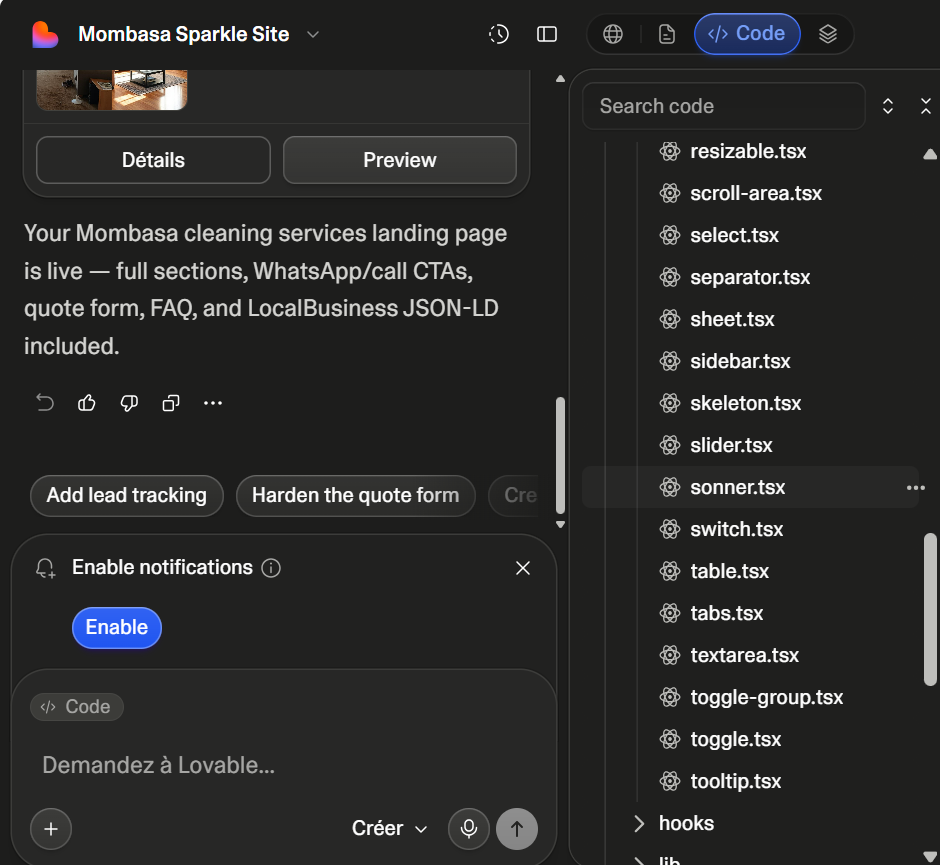 Mombasa Sparkle Site
Détails
Preview
Your Mombasa cleaning services landing page
is live — full sections, WhatsApp/call CTAs,
quote form, FAQ, and LocalBusiness JSON-LD
included.
Add lead tracking
Harden the quote form
Cre
Enable notifications
Enable
Code
Demandez à Lovable...
Créer
Code
Search code
resizable.tsx
scroll-area.tsx
select.tsx
separator.tsx
sheet.tsx
sidebar.tsx
skeleton.tsx
slider.tsx
sonner.tsx
switch.tsx
table.tsx
tabs.tsx
textarea.tsx
toggle-group.tsx
toggle.tsx
tooltip.tsx
hooks
lib